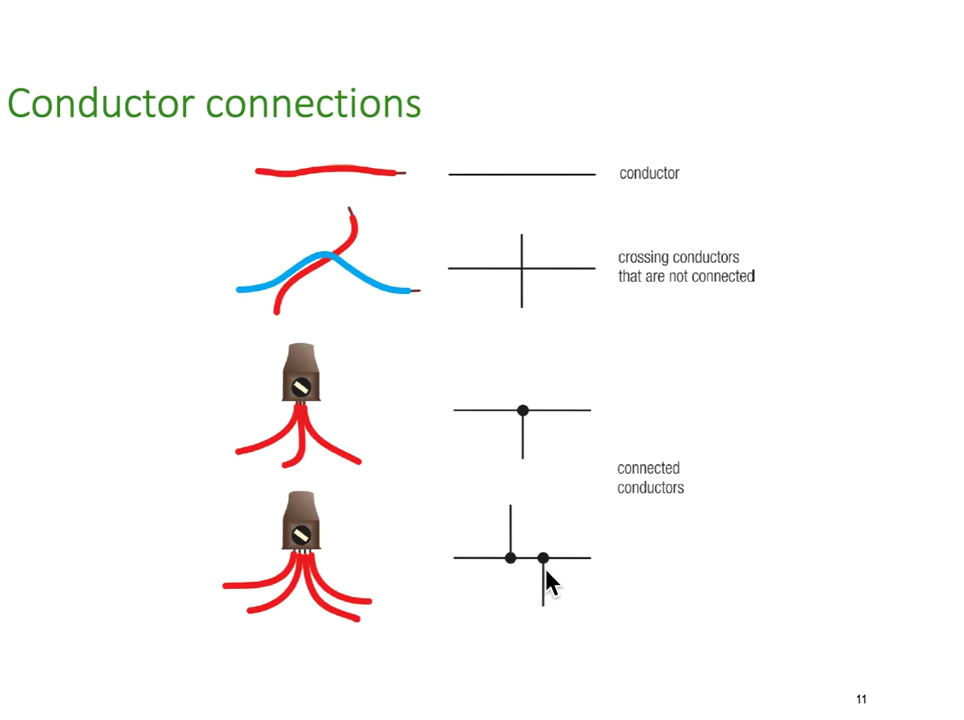 Conductor connections
conductor
crossing conductors
that are not connected
connected
conductors
11